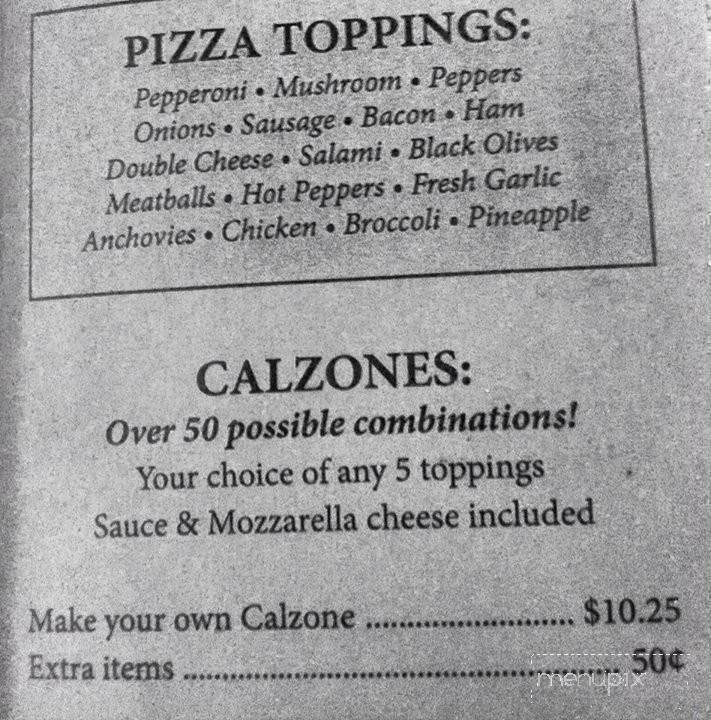 PIZZA TOPPINGS:
Pepperoni • Mushroom • Peppers
Onions • Sausage • Bacon • Ham
Double Cheese • Salami • Black Olives
Meatballs • Hot Peppers • Fresh Garlic
Anchovies • Chicken • Broccoli • Pineapple
CALZONES:
Over 50 possible combinations!
Your choice of any 5 toppings
Sauce & Mozzarella cheese included
Make your own Calzone ........................ $10.25
Extra items .................................................. 50¢
menupix